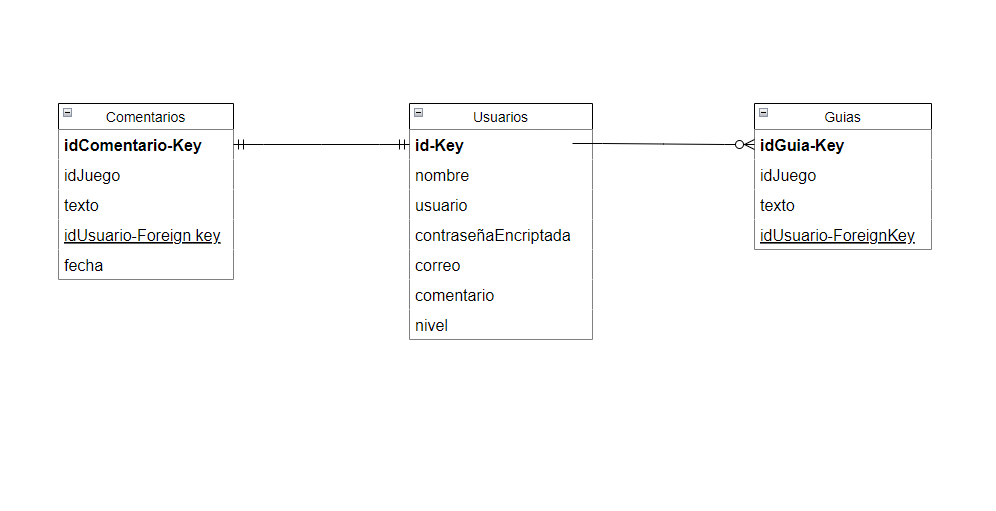 Comentarios
idComentario-Key
idJuego
texto
idUsuario-Foreign key
fecha
Usuarios
id-Key
nombre
usuario
contraseñaEncriptada
correo
comentario
nivel
Guias
idGuia-Key
idJuego
texto
idUsuario-ForeignKey